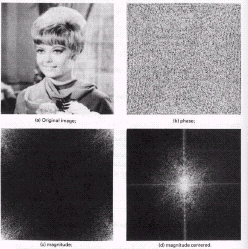 (a) Original image;
(b) phase;
(c) magnitude;
(d) magnitude centered.